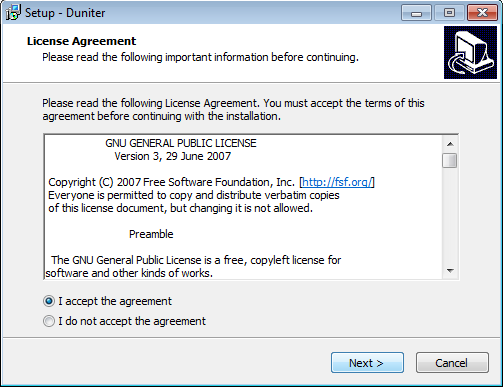 Setup - Duniter
License Agreement
Please read the following important information before continuing.
Please read the following License Agreement. You must accept the terms of this
agreement before continuing with the installation.
GNU GENERAL PUBLIC LICENSE
Version 3, 29 June 2007
Copyright (C) 2007 Free Software Foundation, Inc. [http://fsf.org/]
Everyone is permitted to copy and distribute verbatim copies
of this license document, but changing it is not allowed.
Preamble
The GNU General Public License is a free, copyleft license for
software and other kinds of works.
I accept the agreement
I do not accept the agreement
Next >
Cancel